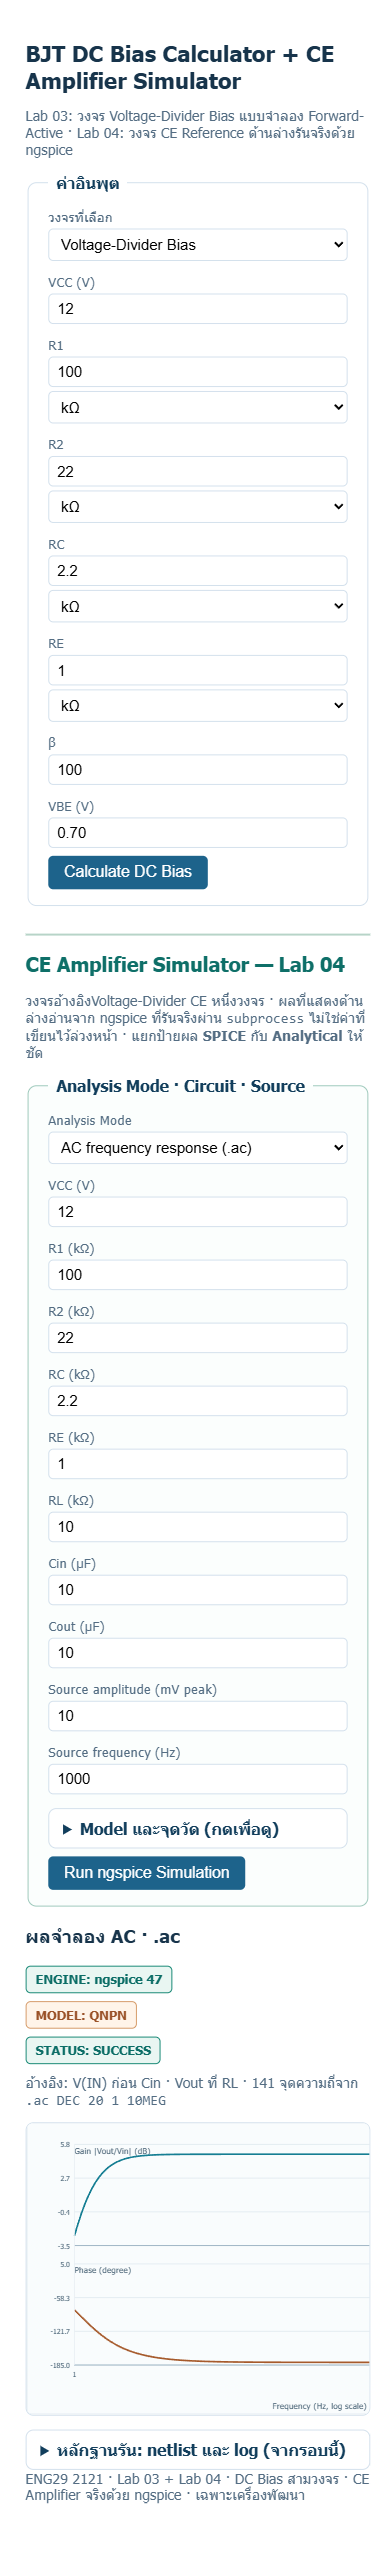 BJT DC Bias Calculator + CE
Amplifier Simulator
Lab 03: วงจร Voltage-Divider Bias แบบจำลอง Forward-
Active · Lab 04: วงจร CE Reference ด้านล่างรันจริงด้วย
ngspice
ค่าอินพุต
วงจรที่เลือก
Voltage-Divider Bias
VCC (V)
12
R1
100
kΩ
R2
22
kΩ
RC
2.2
kΩ
RE
1
kΩ
β
100
VBE (V)
0.70
Calculate DC Bias
CE Amplifier Simulator — Lab 04
วงจรอ้างอิงVoltage-Divider CE หนึ่งวงจร · ผลที่แสดงด้าน
ล่างอ่านจาก ngspice ที่รันจริงผ่าน subprocess ไม่ใช่ค่าที่
เขียนไว้ล่วงหน้า · แยกป้ายผล SPICE กับ Analytical ให้
ชัด
Analysis Mode · Circuit · Source
Analysis Mode
AC frequency response (.ac)
VCC (V)
12
R1 (kΩ)
100
R2 (kΩ)
22
RC (kΩ)
2.2
RE (kΩ)
1
RL (kΩ)
10
Cin (µF)
10
Cout (µF)
10
Source amplitude (mV peak)
10
Source frequency (Hz)
1000
▶ Model และจุดวัด (กดเพื่อดู)
Run ngspice Simulation
ผลจำลอง AC · .ac
ENGINE: ngspice 47
MODEL: QNPN
STATUS: SUCCESS
อ้างอิง: V(IN) ก่อน Cin · Vout ที่ RL · 141 จุดความถี่จาก
.ac DEC 20 1 10MEG
5.8
Gain |Vout/Vin| (dB)
2.7
-0.4
-3.5
5.0
Phase (degree)
-58.3
-121.7
-185.0
1
Frequency (Hz, log scale)
▶ หลักฐานรัน: netlist และ log (จากรอบนี้)
ENG29 2121 · Lab 03 + Lab 04 · DC Bias สามวงจร · CE
Amplifier จริงด้วย ngspice · เฉพาะเครื่องพัฒนา